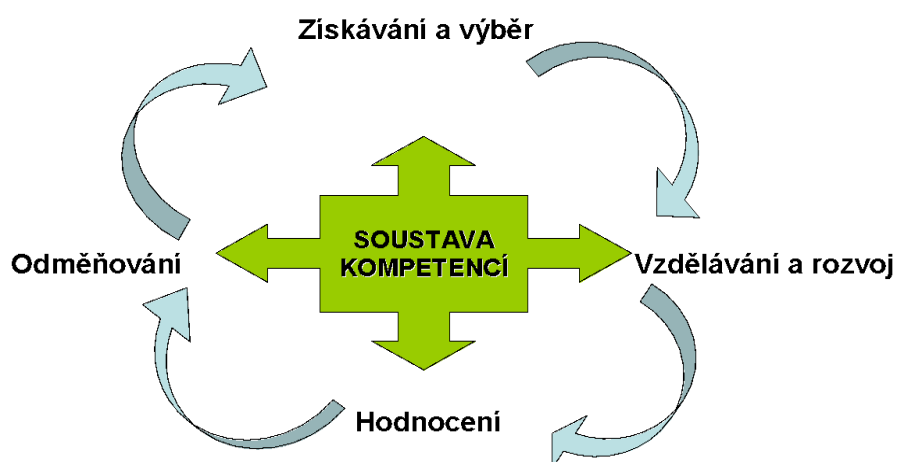 Získávání a výběr
SOUSTAVA
KOMPETENCÍ
Odměňování
Vzdělávání a rozvoj
Hodnocení